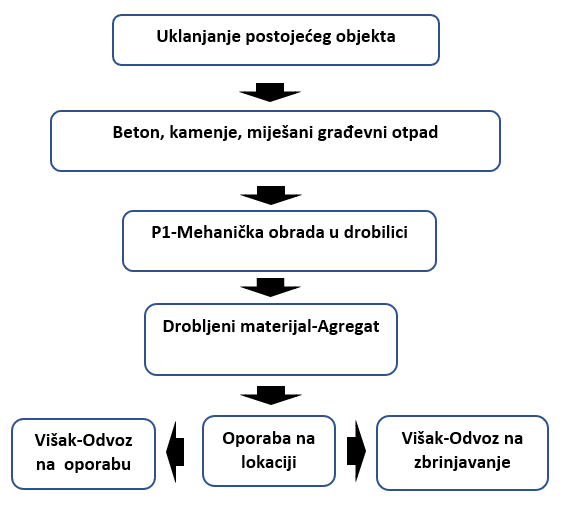 Uklanjanje postojećeg objekta
Beton, kamenje, miješani građevni otpad
P1-Mehanička obrada u drobilici
Drobljeni materijal-Agregat
Višak-Odvoz
na oporabu
Oporaba na
lokaciji
Višak-Odvoz na
zbrinjavanje